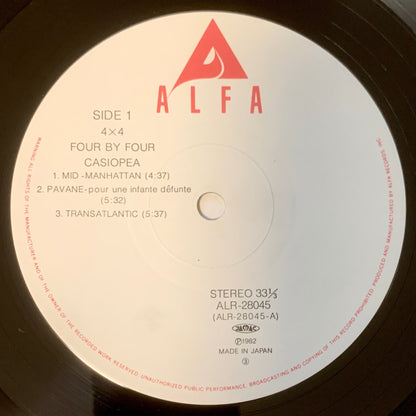 ALFA
SIDE 1
4×4
FOUR BY FOUR
CASIOPEA
1. MID-MANHATTAN (4:37)
2. PAVANE-pour une infante défunte
(5:32)
3. TRANSATLANTIC (5:37)
STEREO 33⅓
ALR-28045
(ALR-28045-A)
JASRAC
Ⓟ1982
MADE IN JAPAN
③
WARNING: ALL RIGHTS OF THE MANUFACTURER AND OF THE OWNER OF THE RECORDED WORK RESERVED. UNAUTHORIZED PUBLIC PERFORMANCE, BROADCASTING AND COPYING OF THIS RECORD PROHIBITED. PRODUCED AND MANUFACTURED BY ALFA RECORDS, INC.